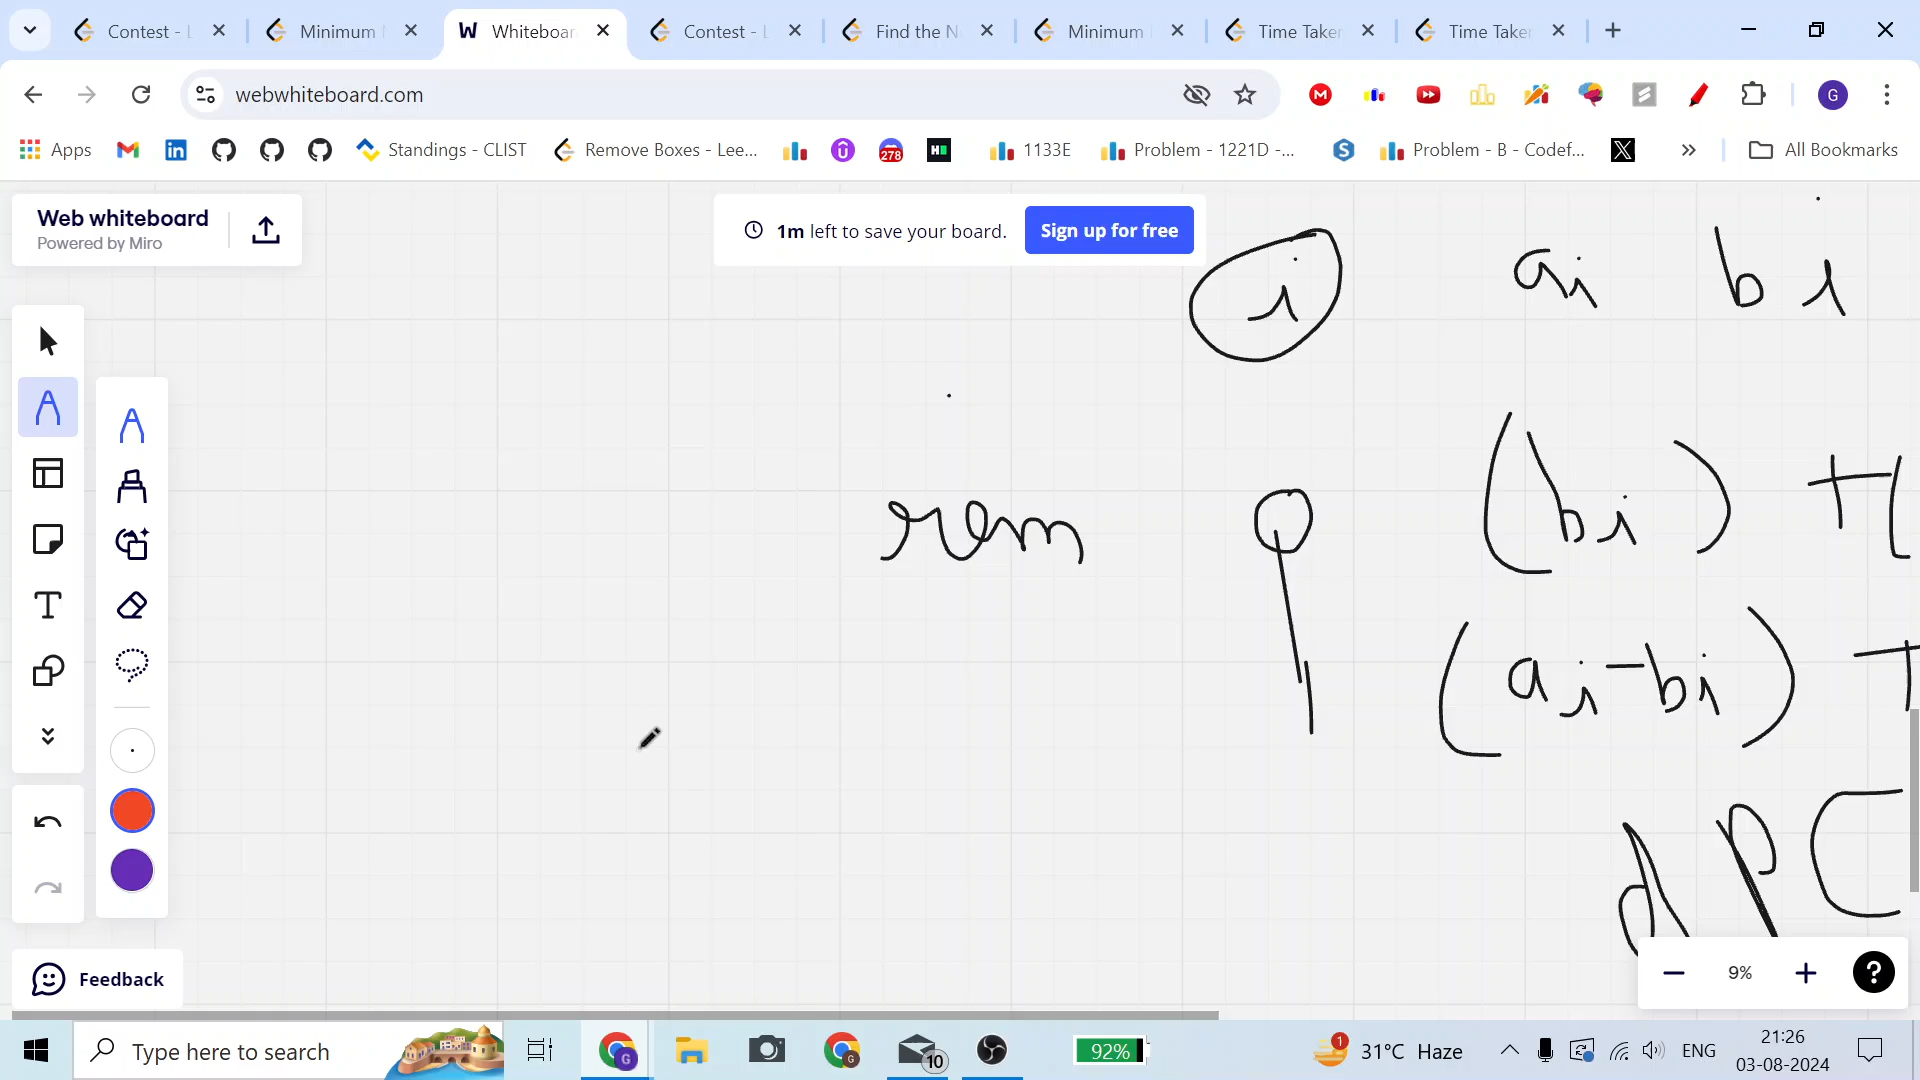 Contest - L
Minimum
Whiteboar
Contest - L
Find the N
Minimum
Time Taken
Time Taken
webwhiteboard.com
G
Apps
Standings - CLIST
Remove Boxes - Lee...
278
1133E
Problem - 1221D -...
Problem - B - Codef...
All Bookmarks
Web whiteboard
Powered by Miro
1m left to save your board.
Sign up for free
i ai bi
rem (bi) +(
(ai-bi) +
dp[
T
Feedback
9%
?
Type here to search
10
92%
1
31°C Haze
ENG
21:26
03-08-2024